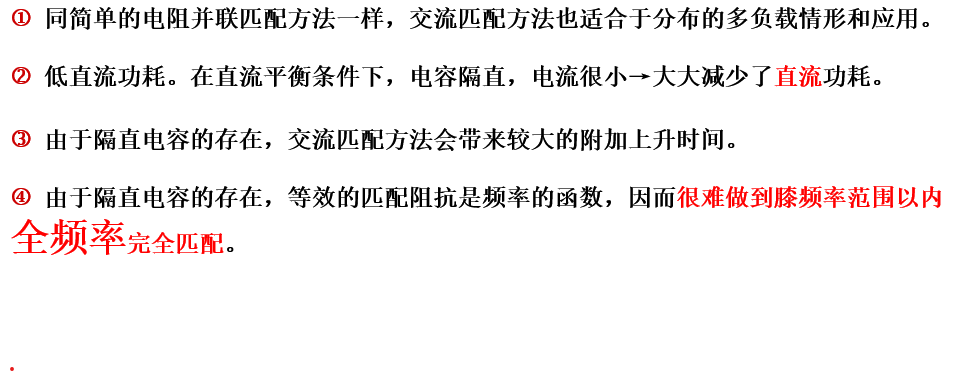 ① 同简单的电阻并联匹配方法一样，交流匹配方法也适合于分布的多负载情形和应用。
② 低直流功耗。在直流平衡条件下，电容隔直，电流很小→大大减少了直流功耗。
③ 由于隔直电容的存在，交流匹配方法会带来较大的附加上升时间。
④ 由于隔直电容的存在，等效的匹配阻抗是频率的函数，因而很难做到膝频率范围以内
全频率完全匹配。